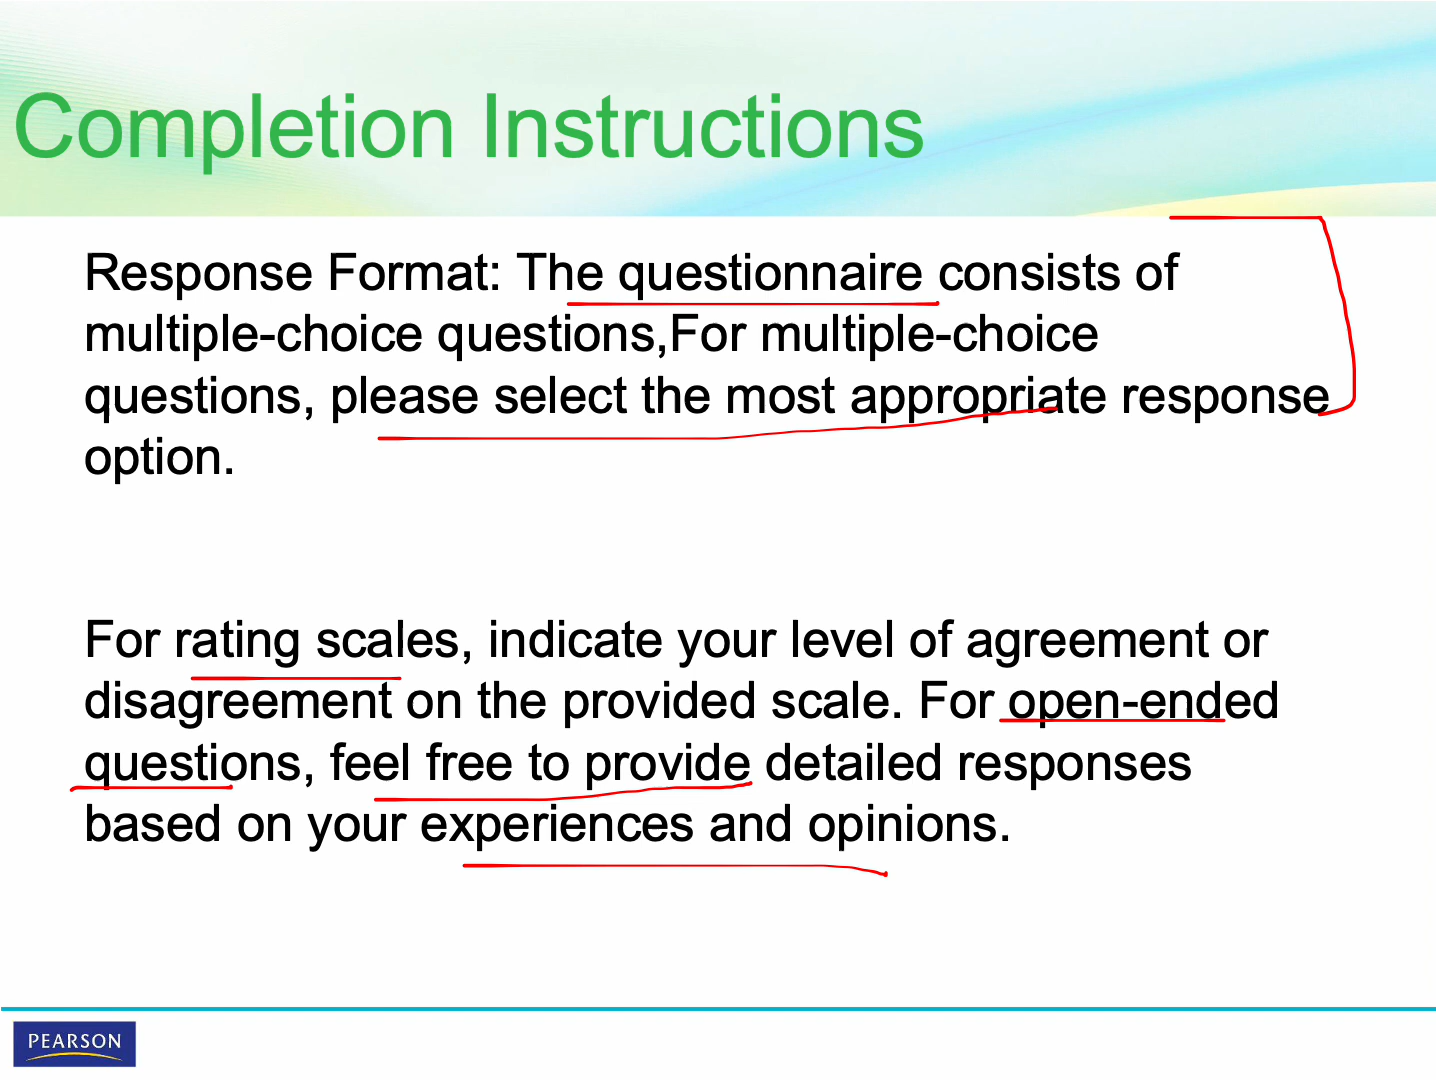 Completion Instructions
Response Format: The questionnaire consists of
multiple-choice questions,For multiple-choice
questions, please select the most appropriate response
option.
For rating scales, indicate your level of agreement or
disagreement on the provided scale. For open-ended
questions, feel free to provide detailed responses
based on your experiences and opinions.
PEARSON